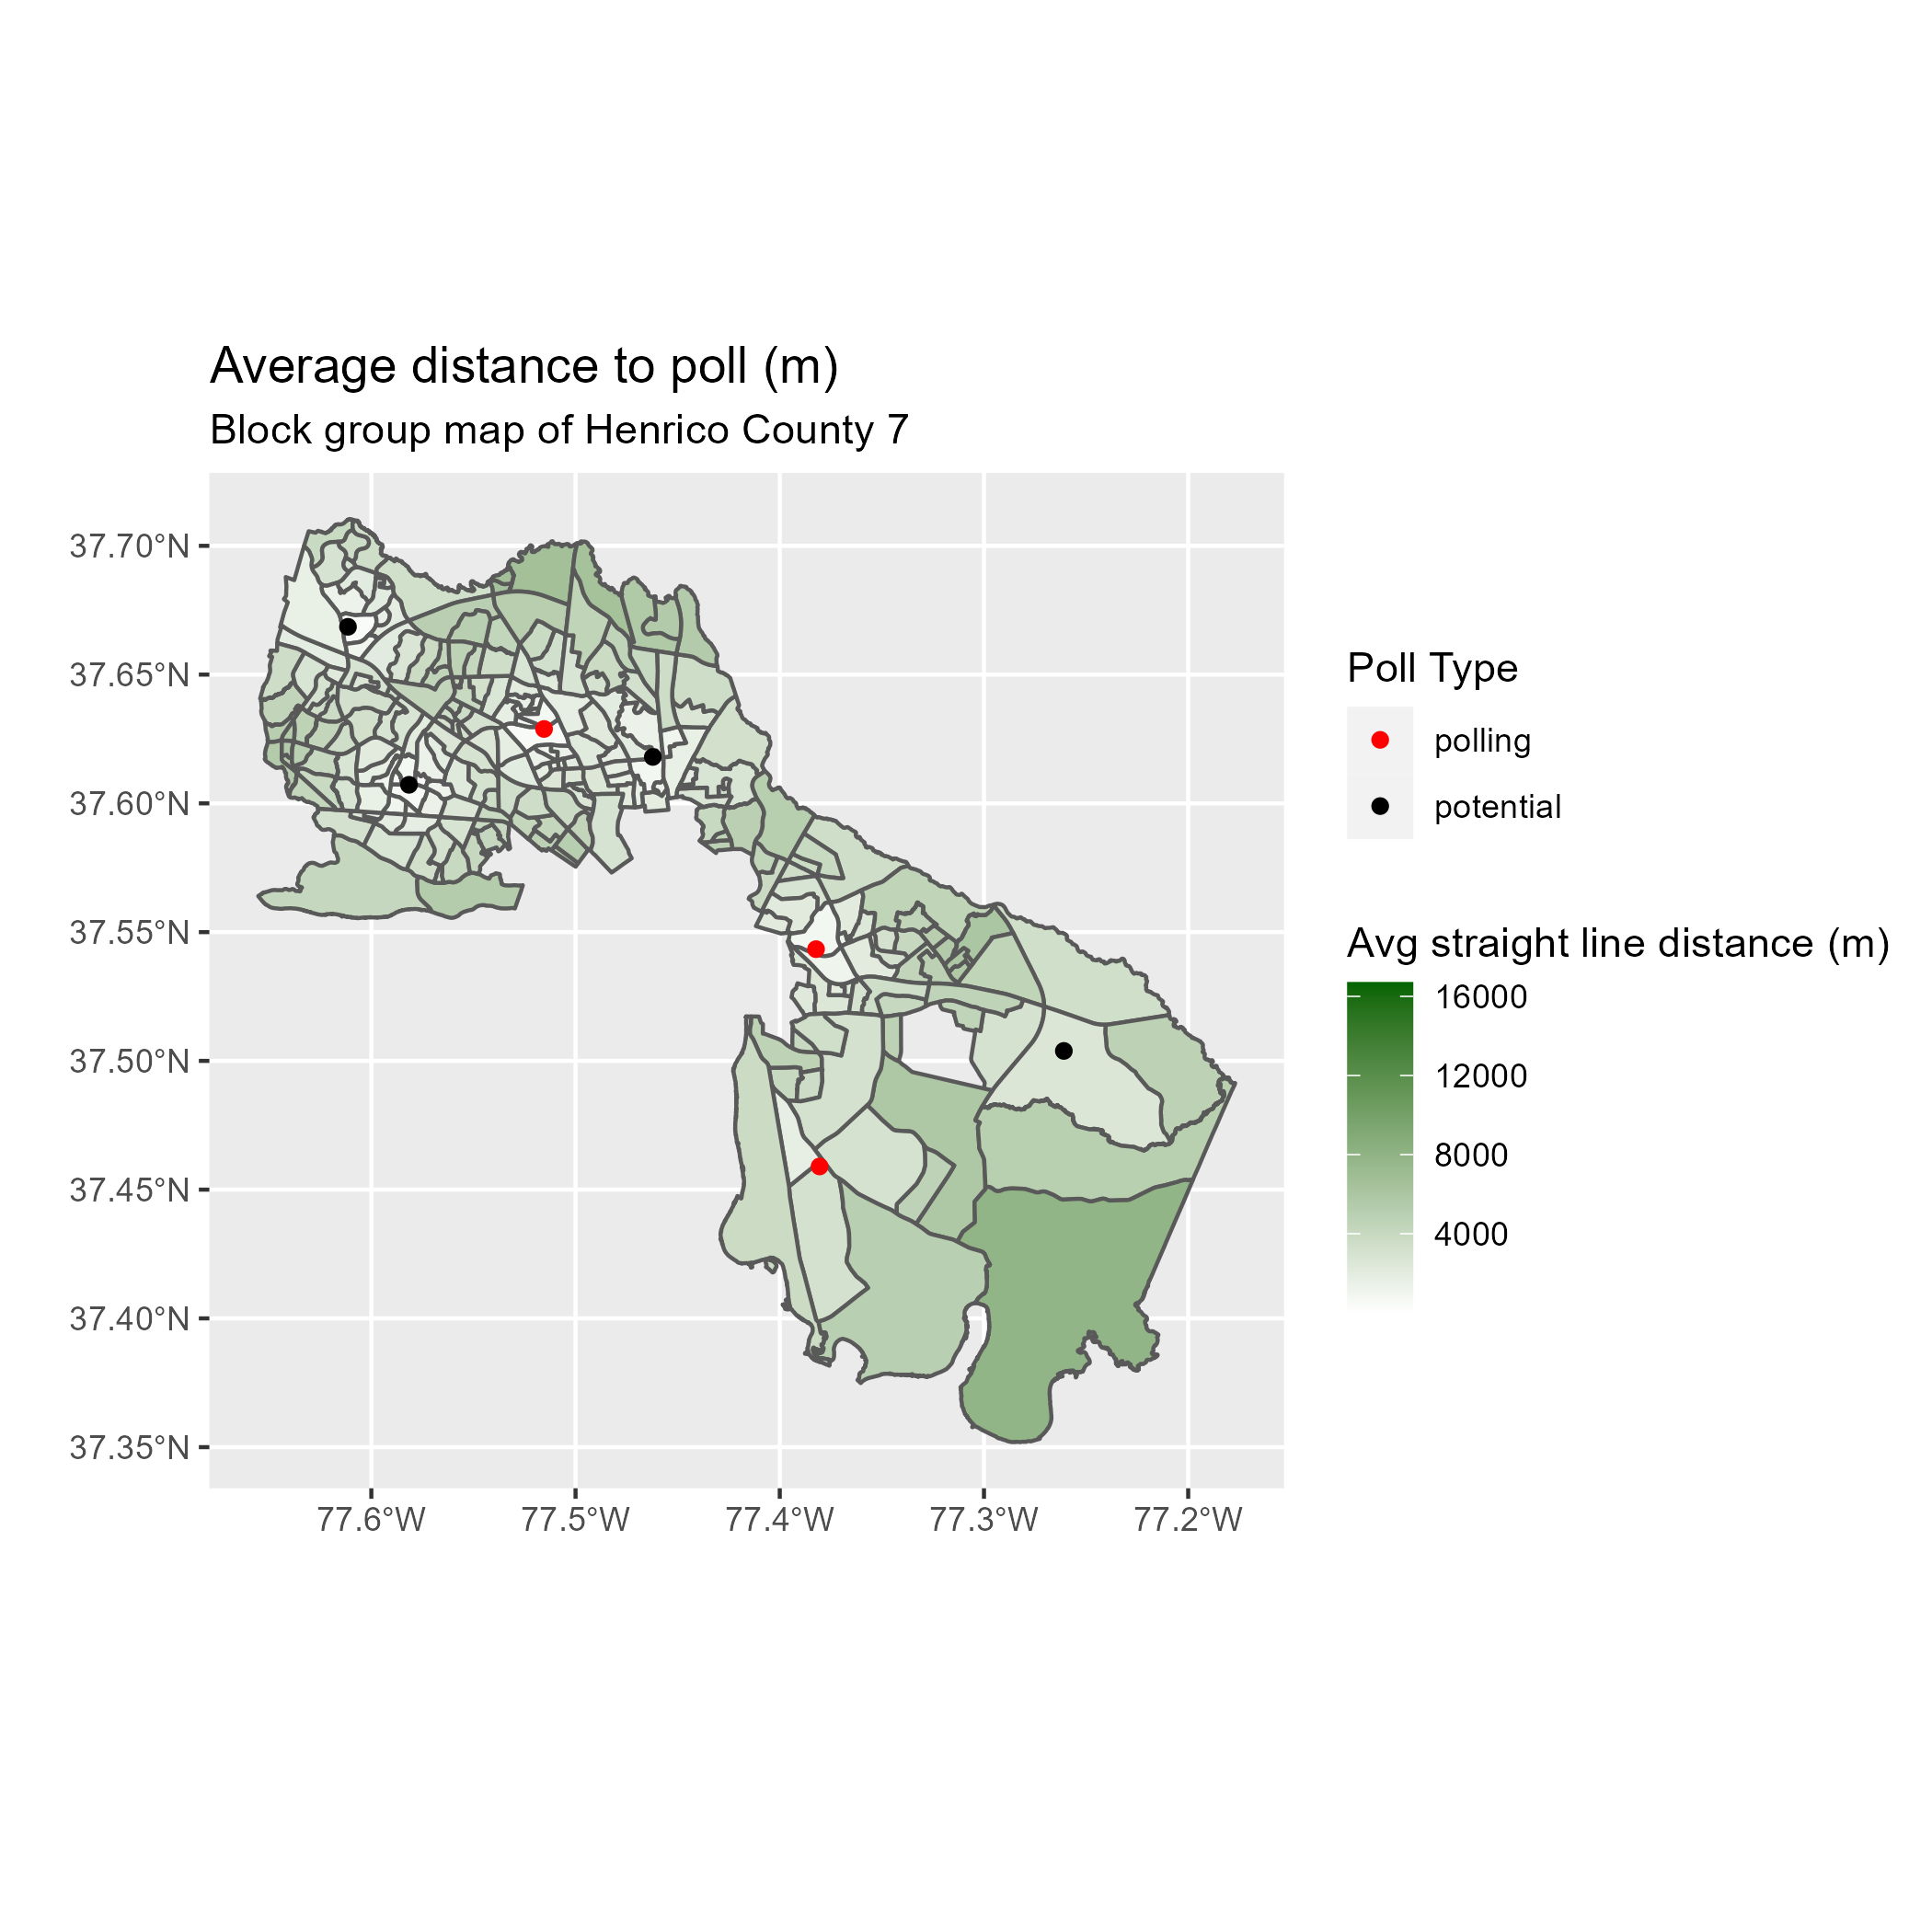 Average distance to poll (m)
Block group map of Henrico County 7
37.70°N
37.65°N
37.60°N
37.55°N
37.50°N
37.45°N
37.40°N
37.35°N
77.6°W
77.5°W
77.4°W
77.3°W
77.2°W
Poll Type
polling
potential
Avg straight line distance (m)
16000
12000
8000
4000